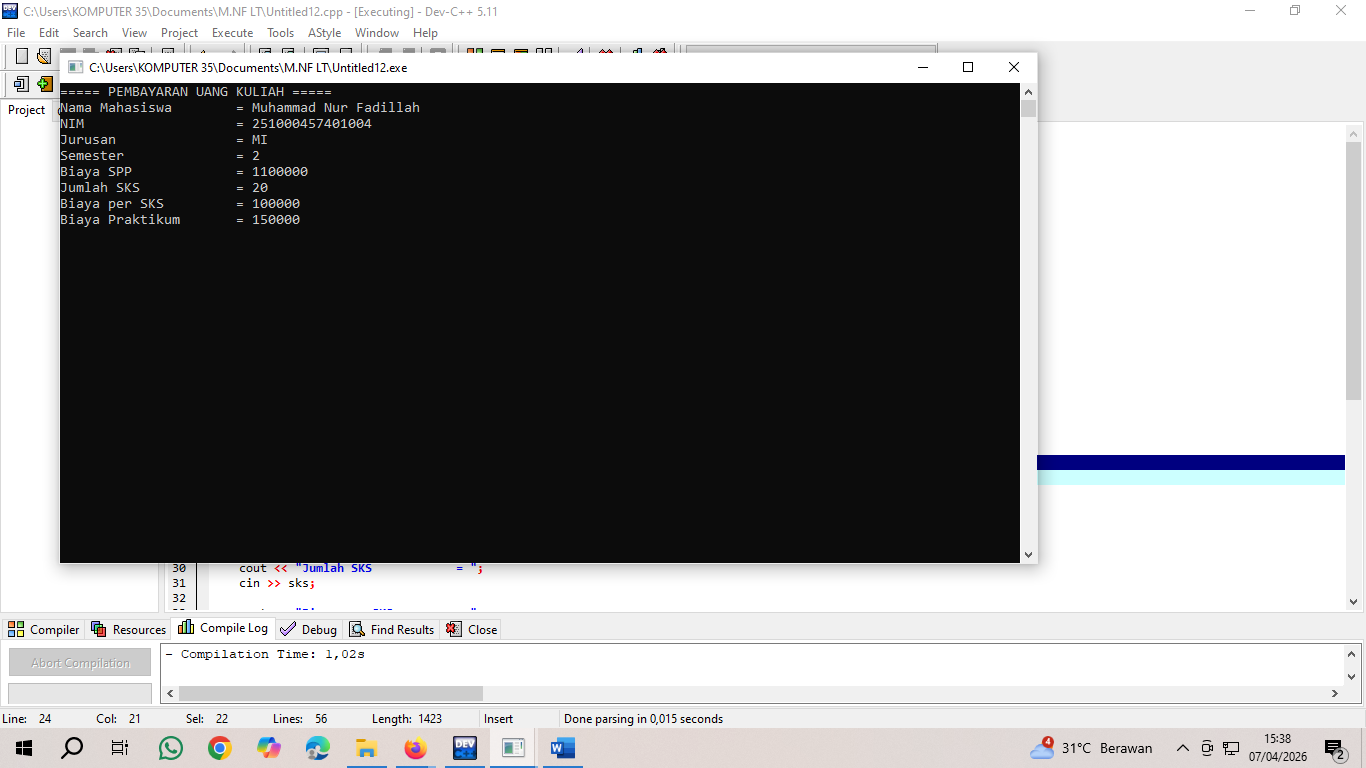 C:\Users\KOMPUTER 35\Documents\M.NF LT\Untitled12.cpp - [Executing] - Dev-C++ 5.11
File Edit Search View Project Execute Tools AStyle Window Help
C:\Users\KOMPUTER 35\Documents\M.NF LT\Untitled12.exe
Project
===== PEMBAYARAN UANG KULIAH =====
Nama Mahasiswa = Muhammad Nur Fadillah
NIM = 251000457401004
Jurusan = MI
Semester = 2
Biaya SPP = 1100000
Jumlah SKS = 20
Biaya per SKS = 100000
Biaya Praktikum = 150000
30 cout << "Jumlah SKS = ";
31 cin >> sks;
32
Compiler Resources Compile Log Debug Find Results Close
Abort Compilation
- Compilation Time: 1,02s
Line: 24 Col: 21 Sel: 22 Lines: 56 Length: 1423 Insert Done parsing in 0,015 seconds
DEV
W
4
31°C Berawan
15:38
07/04/2026
2